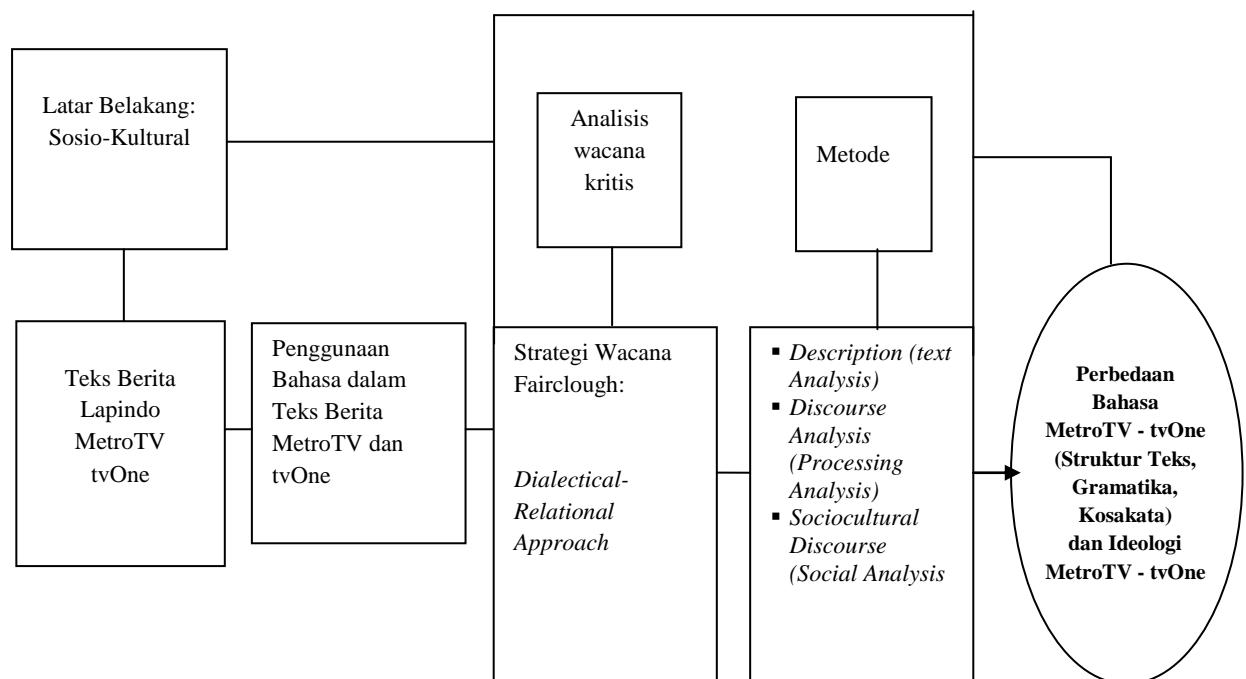 Latar Belakang:
Sosio-Kultural
Analisis
wacana
kritis
Metode
Teks Berita
Lapindo
MetroTV
tvOne
Penggunaan
Bahasa dalam
Teks Berita
MetroTV dan
tvOne
Strategi Wacana
Fairclough:
Dialectical-
Relational
Approach
▪ Description (text
Analysis)
▪ Discourse
Analysis
(Processing
Analysis)
▪ Sociocultural
Discourse
(Social Analysis
Perbedaan
Bahasa
MetroTV - tvOne
(Struktur Teks,
Gramatika,
Kosakata)
dan Ideologi
MetroTV - tvOne